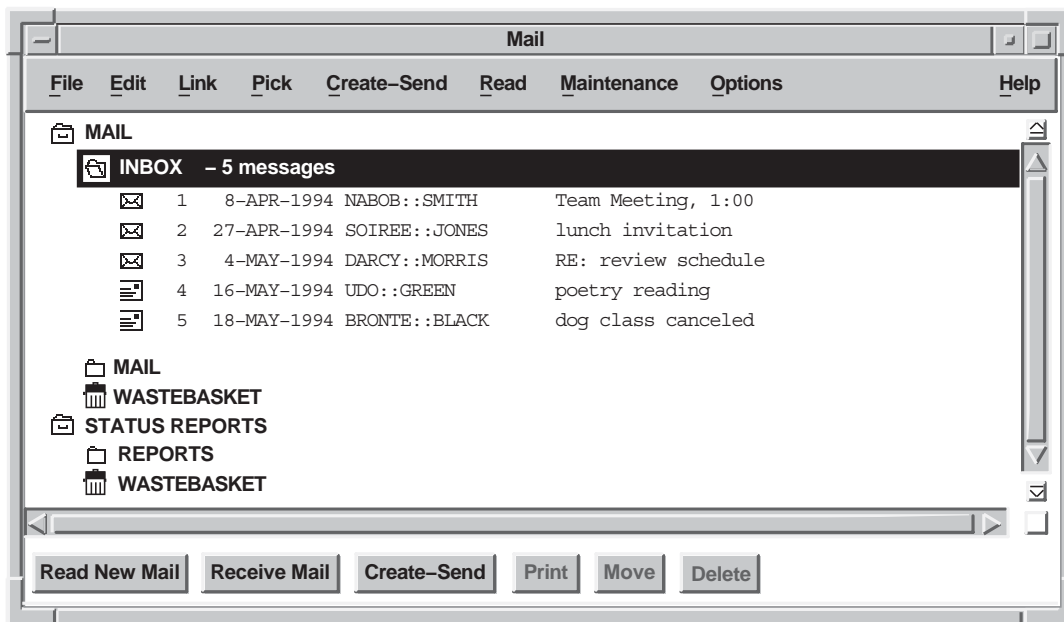 Mail
File Edit Link Pick Create–Send Read Maintenance Options Help
MAIL
INBOX – 5 messages
1 8–APR–1994 NABOB::SMITH Team Meeting, 1:00
2 27–APR–1994 SOIREE::JONES lunch invitation
3 4–MAY–1994 DARCY::MORRIS RE: review schedule
4 16–MAY–1994 UDO::GREEN poetry reading
5 18–MAY–1994 BRONTE::BLACK dog class canceled
MAIL
WASTEBASKET
STATUS REPORTS
REPORTS
WASTEBASKET
Read New Mail Receive Mail Create–Send Print Move Delete